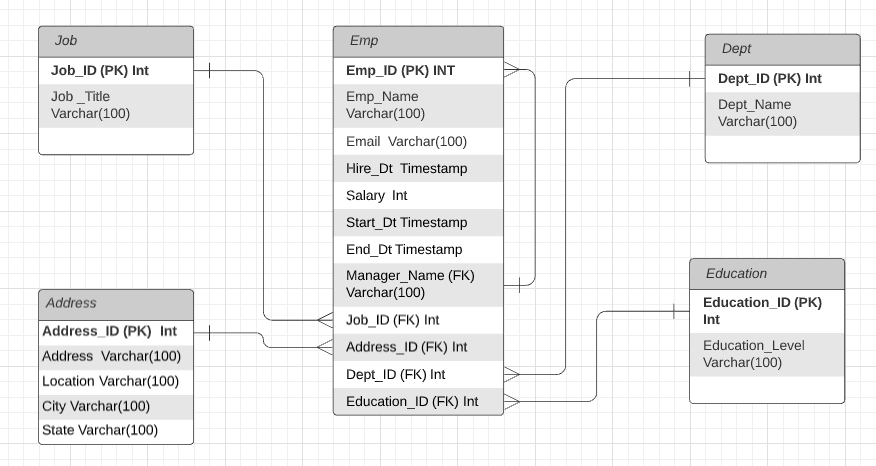 Job
Job_ID (PK) Int
Job _Title
Varchar(100)
Emp
Emp_ID (PK) INT
Emp_Name
Varchar(100)
Email  Varchar(100)
Hire_Dt  Timestamp
Salary  Int
Start_Dt Timestamp
End_Dt Timestamp
Manager_Name (FK)
Varchar(100)
Job_ID (FK) Int
Address_ID (FK) Int
Dept_ID (FK) Int
Education_ID (FK) Int
Dept
Dept_ID (PK) Int
Dept_Name
Varchar(100)
Address
Address_ID (PK)  Int
Address  Varchar(100)
Location Varchar(100)
City Varchar(100)
State Varchar(100)
Education
Education_ID (PK)
Int
Education_Level
Varchar(100)